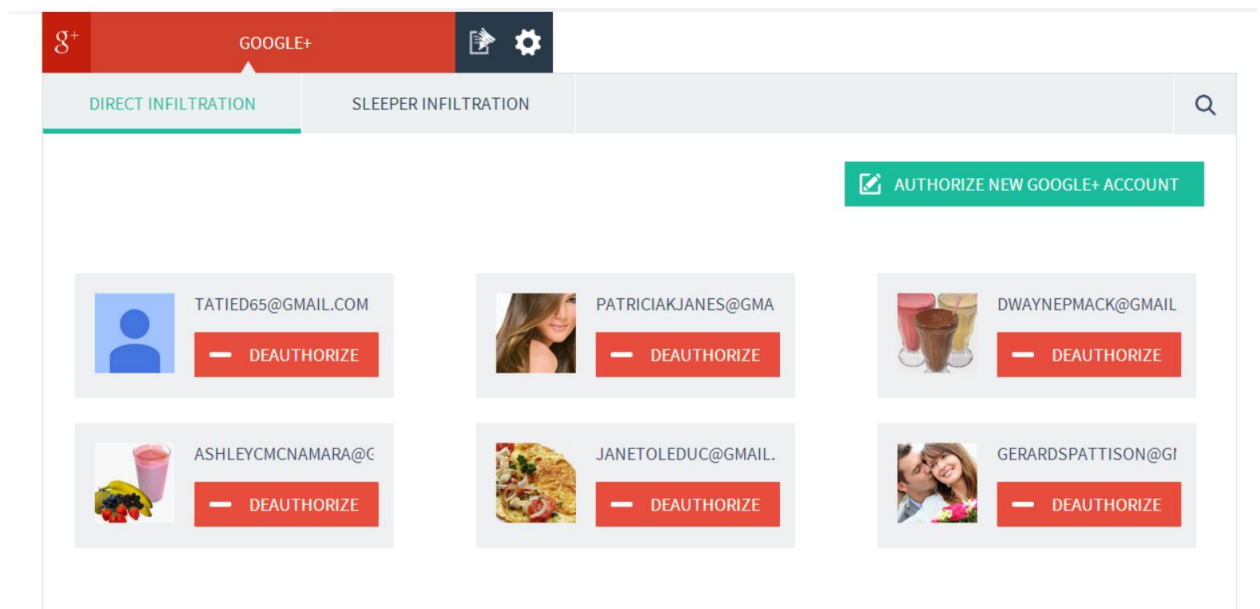 g+ GOOGLE+
DIRECT INFILTRATION SLEEPER INFILTRATION
AUTHORIZE NEW GOOGLE+ ACCOUNT
TATIED65@GMAIL.COM PATRICIAKJANES@GMA DWAYNEPMACK@GMAIL
DEAUTHORIZE DEAUTHORIZE DEAUTHORIZE
ASHLEYCMCNAMARA@G JANETOLEDUC@GMAIL. GERARDSPATTISON@GM
DEAUTHORIZE DEAUTHORIZE DEAUTHORIZE